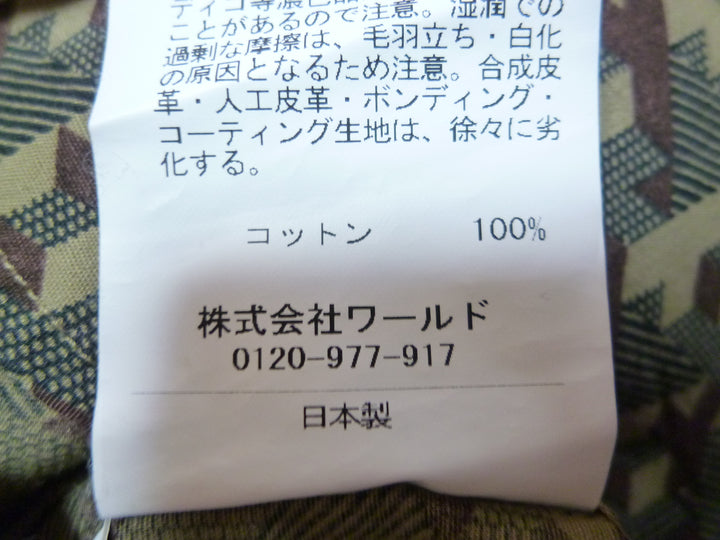 ことがあるので注意。湿潤での
過剰な摩擦は、毛羽立ち・白化
の原因となるため注意。合成皮
革・人工皮革・ボンディング・
コーティング生地は、徐々に劣
化する。
コットン 100%
株式会社ワールド
0120-977-917
日本製